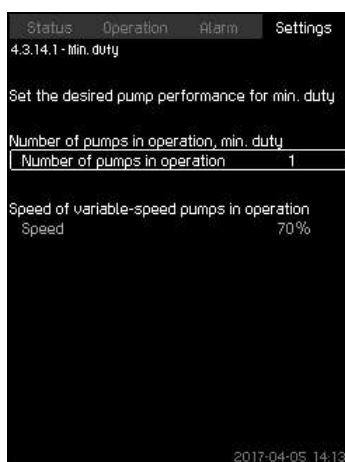 Status Operation Alarm Settings
4.3.14.1 - Min. duty
Set the desired pump performance for min. duty
Number of pumps in operation, min. duty
Number of pumps in operation 1
Speed of variable-speed pumps in operation
Speed 70%
2017-04-05 14:13